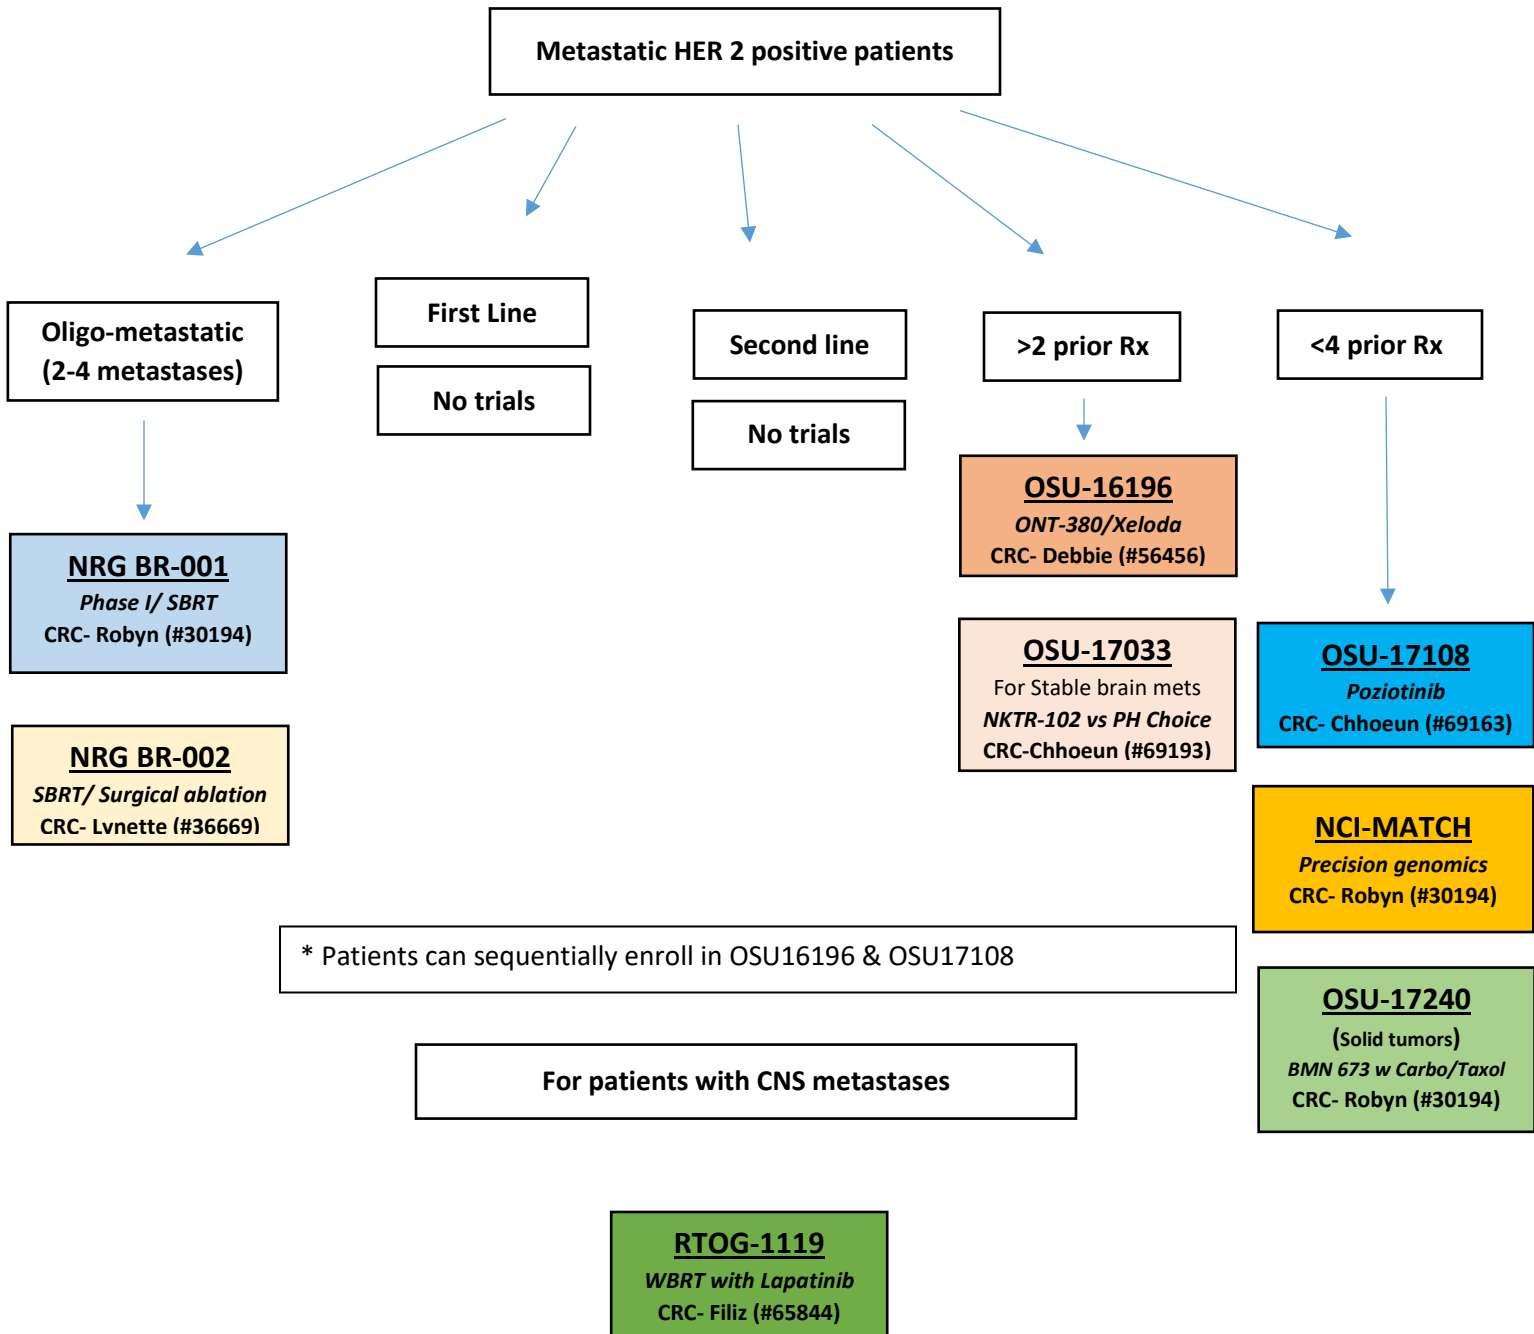 Metastatic HER 2 positive patients
Oligo-metastatic
(2-4 metastases)
First Line
No trials
Second line
No trials
>2 prior Rx
<4 prior Rx
NRG BR-001
Phase I/ SBRT
CRC- Robyn (#30194)
NRG BR-002
SBRT/ Surgical ablation
CRC- Lynette (#36669)
OSU-16196
ONT-380/Xeloda
CRC- Debbie (#56456)
OSU-17033
For Stable brain mets
NKTR-102 vs PH Choice
CRC-Chhoeun (#69193)
OSU-17108
Poziotinib
CRC- Chhoeun (#69163)
NCI-MATCH
Precision genomics
CRC- Robyn (#30194)
OSU-17240
(Solid tumors)
BMN 673 w Carbo/Taxol
CRC- Robyn (#30194)
* Patients can sequentially enroll in OSU16196 & OSU17108
For patients with CNS metastases
RTOG-1119
WBRT with Lapatinib
CRC- Filiz (#65844)